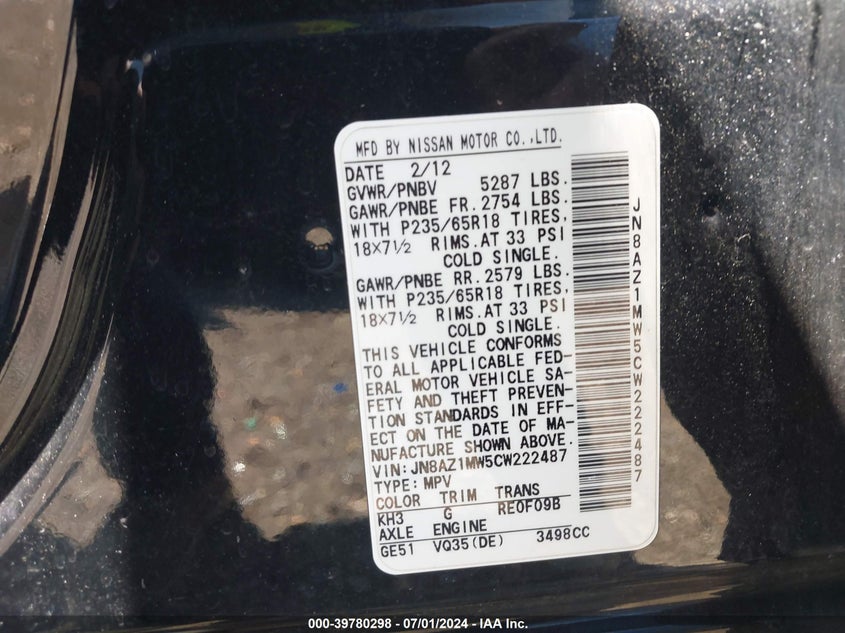 MFD BY NISSAN MOTOR CO.,LTD.
DATE 2/12
GVWR/PNBV 5287 LBS.
GAWR/PNBE FR. 2754 LBS.
WITH P235/65R18 TIRES,
18×7½ RIMS.AT 33 PSI
COLD SINGLE.
GAWR/PNBE RR. 2579 LBS.
WITH P235/65R18 TIRES,
18×7½ RIMS.AT 33 PSI
COLD SINGLE.
THIS VEHICLE CONFORMS
TO ALL APPLICABLE FED-
ERAL MOTOR VEHICLE SA-
FETY AND THEFT PREVEN-
TION STANDARDS IN EFF-
ECT ON THE DATE OF MA-
NUFACTURE SHOWN ABOVE.
VIN: JN8AZ1MW5CW222487
TYPE: MPV
COLOR TRIM TRANS
KH3 G RE0F09B
AXLE ENGINE
GE51 VQ35(DE) 3498CC
JN8AZ1MW5CW222487
000-39780298 - 07/01/2024 - IAA Inc.